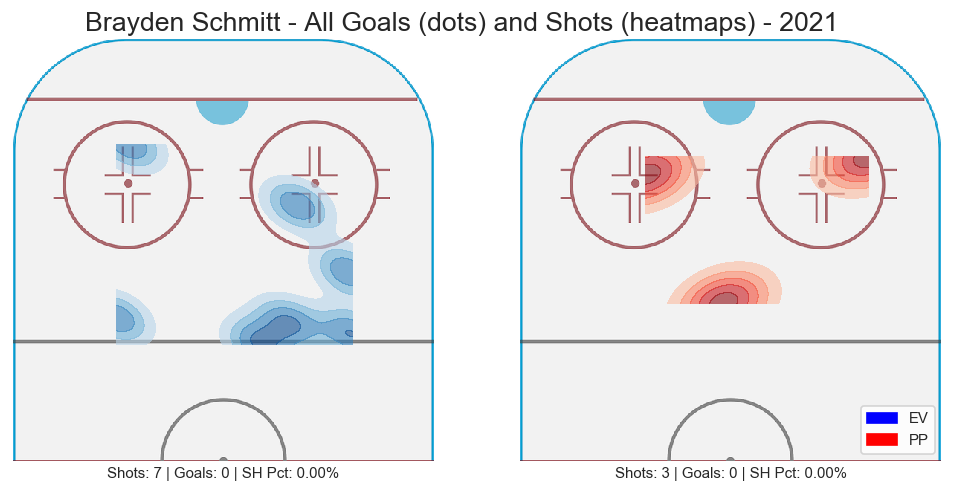 Brayden Schmitt - All Goals (dots) and Shots (heatmaps) - 2021
EV
PP
Shots: 7 | Goals: 0 | SH Pct: 0.00%
Shots: 3 | Goals: 0 | SH Pct: 0.00%